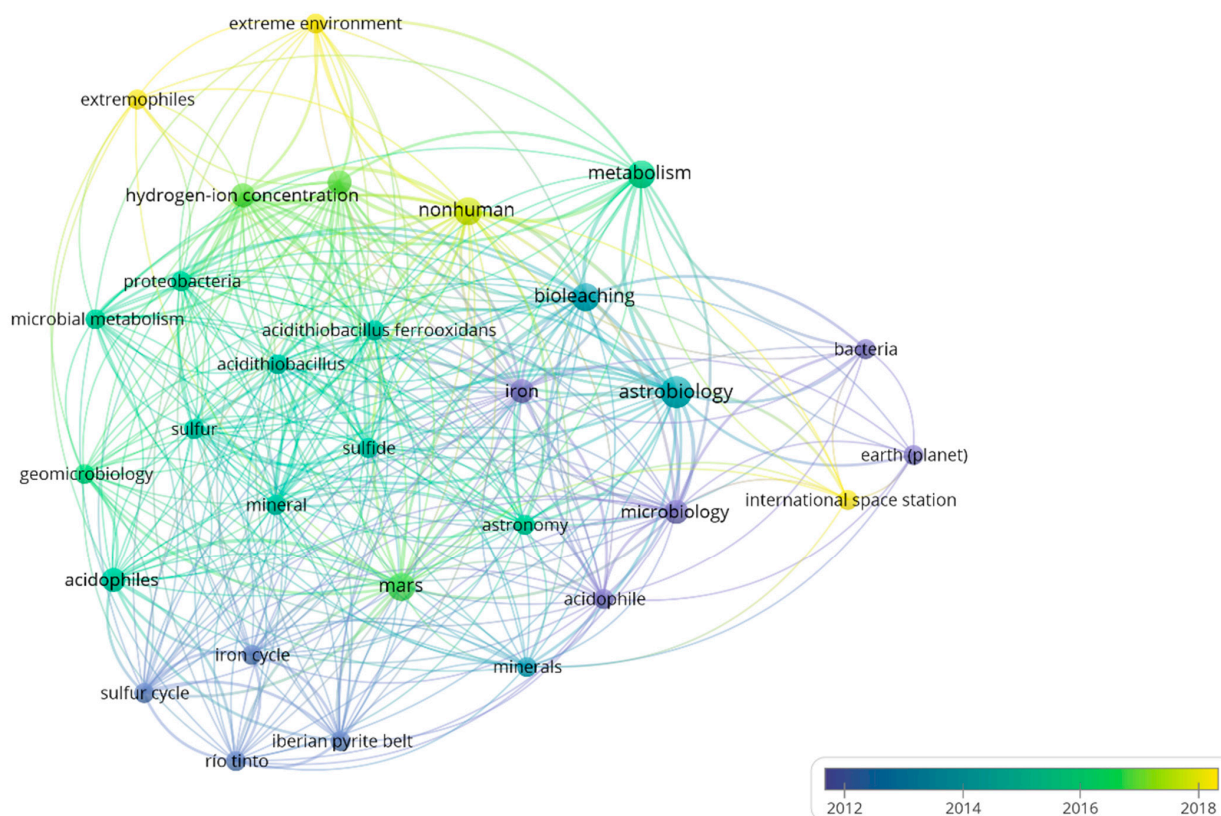 extreme environment
extremophiles
metabolism
hydrogen-ion concentration
nonhuman
proteobacteria
bioleaching
microbial metabolism
acidithiobacillus ferrooxidans
bacteria
acidithiobacillus
iron
astrobiology
sulfur
sulfide
earth (planet)
geomicrobiology
international space station
mineral
microbiology
astronomy
acidophiles
mars
acidophile
iron cycle
minerals
sulfur cycle
iberian pyrite belt
río tinto
2012 2014 2016 2018